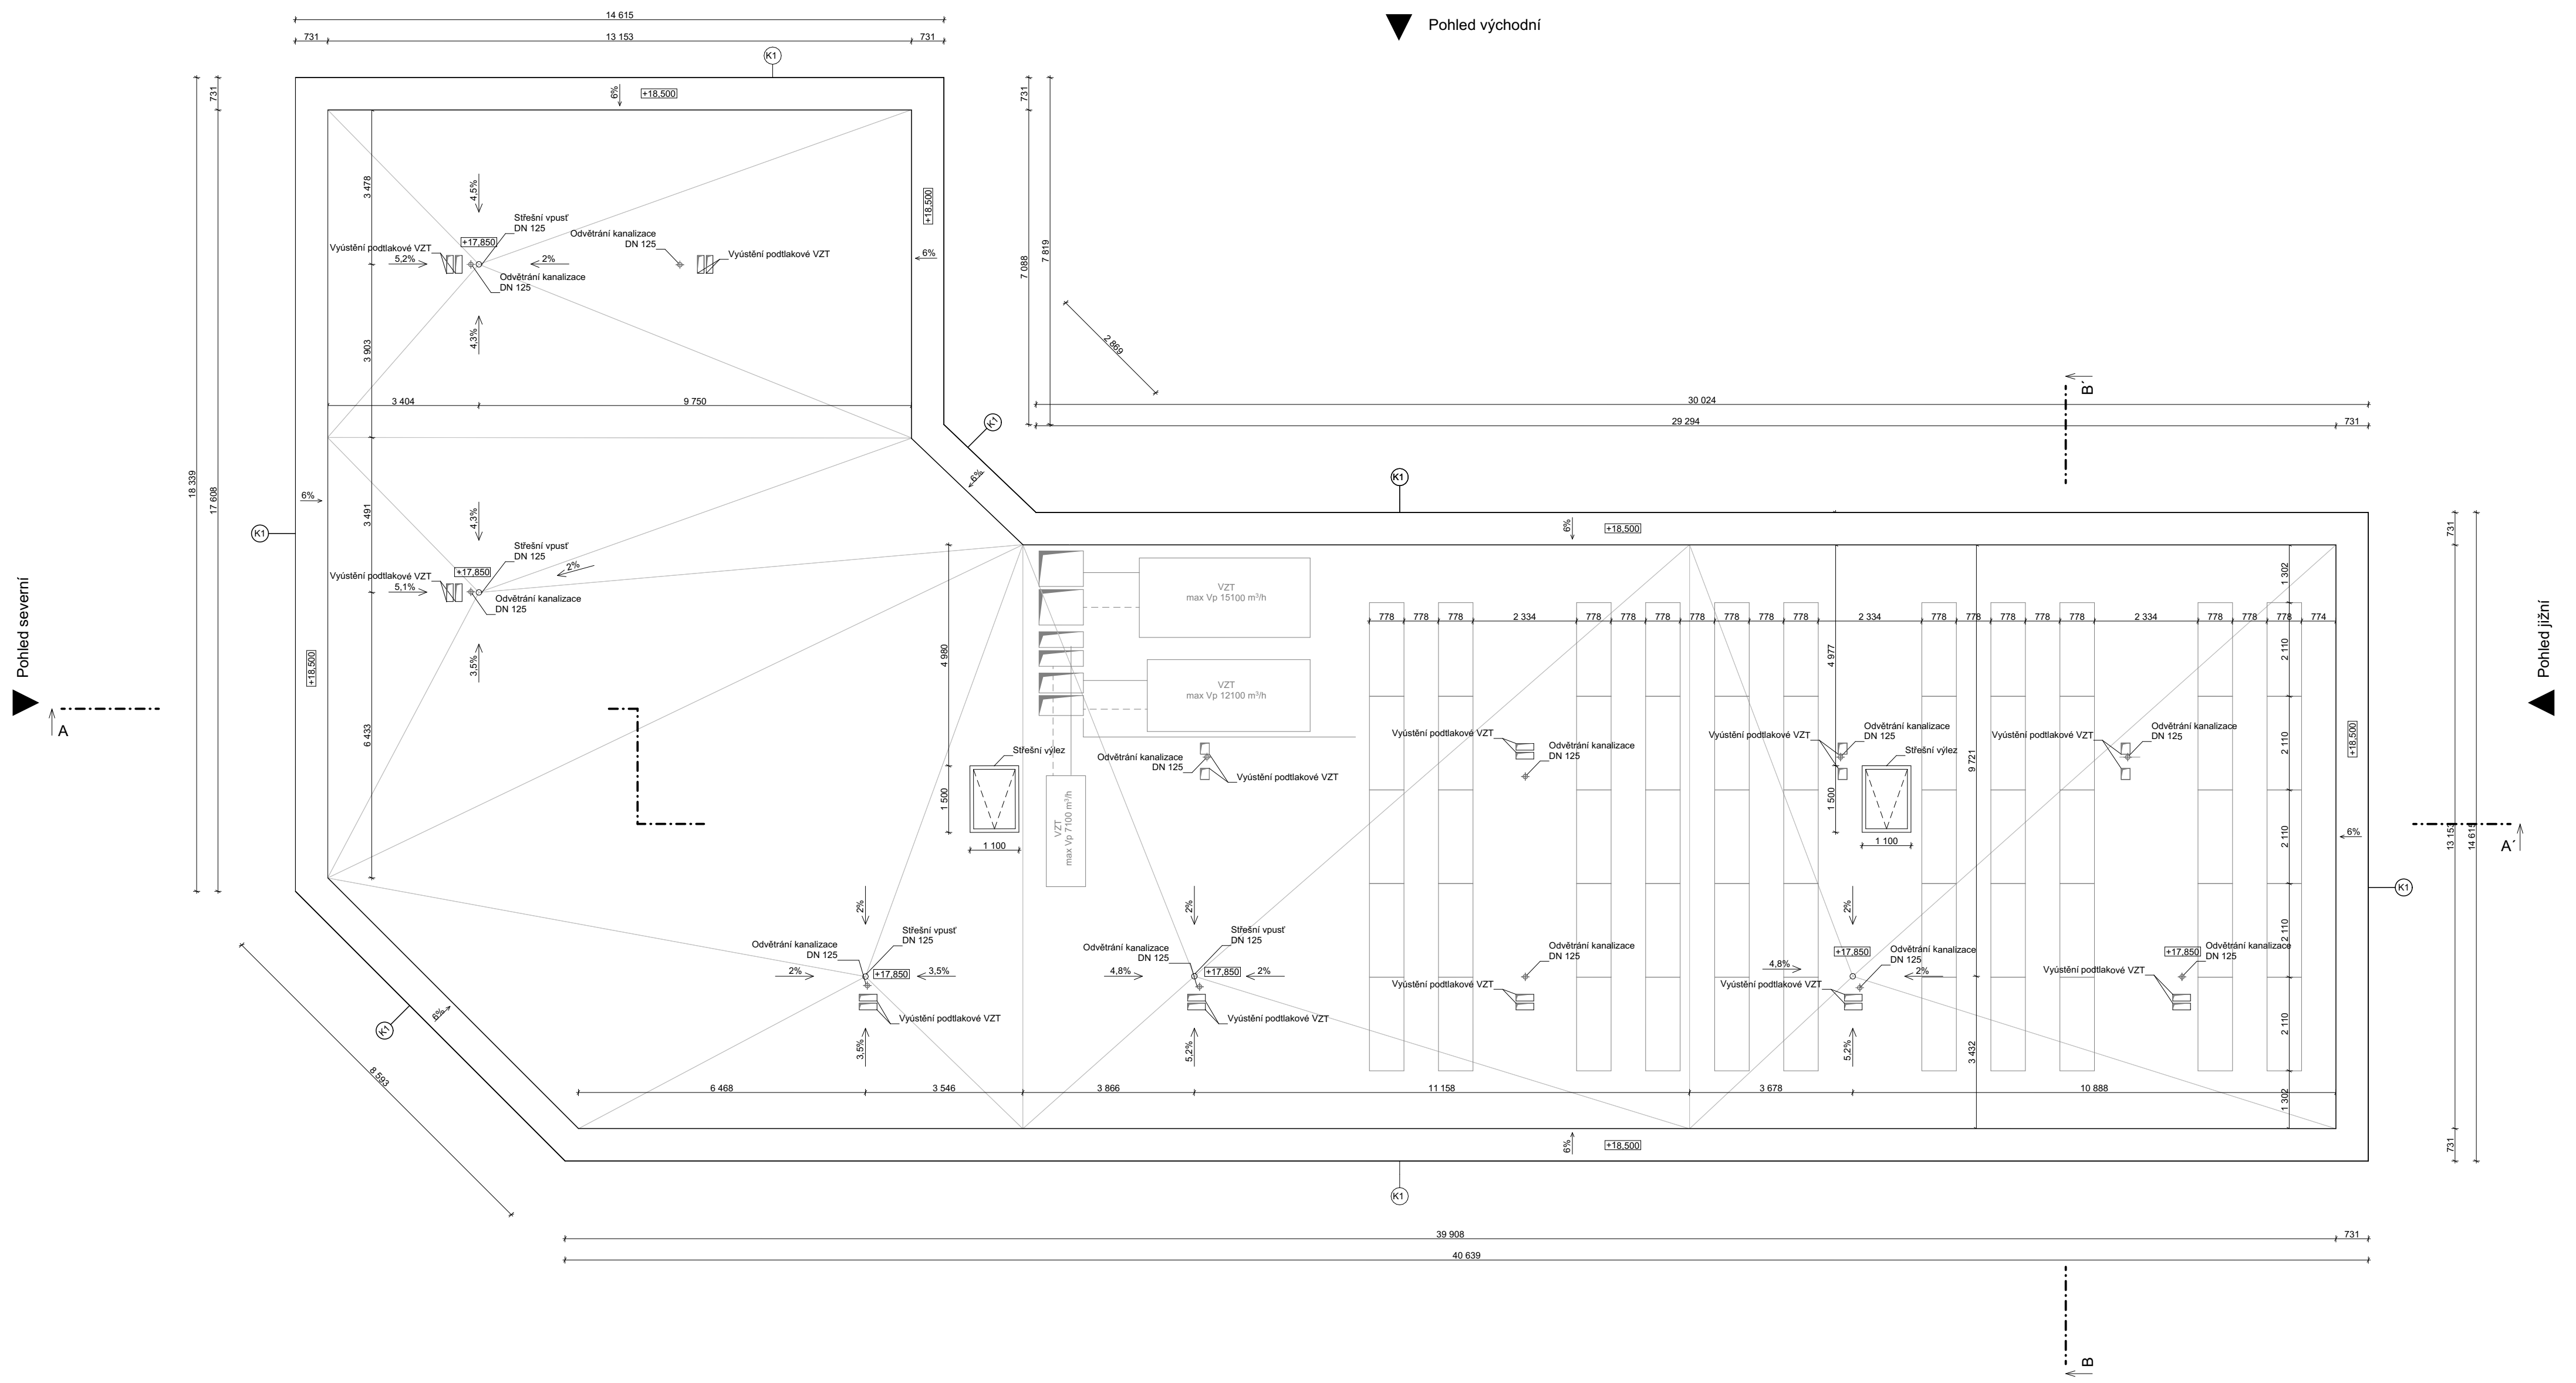 14 615
731
13 153
731
Pohled východní
K1
6%
+18,500
731
731
3 478
4,5%
Střešní vpusť
DN 125
+17,850
Vyústění podtlakové VZT
5,2%
2%
Odvětrání kanalizace
DN 125
Odvětrání kanalizace
DN 125
Vyústění podtlakové VZT
+18,500
6%
7 088
7 819
4,3%
3 903
3 404
9 750
2 869
30 024
29 294
731
B´
K1
K1
6%
18 339
17 608
6%
3 491
4,3%
K1
Střešní vpusť
DN 125
+17,850
2%
Vyústění podtlakové VZT
5,1%
Odvětrání kanalizace
DN 125
3,5%
+18,500
6 433
Pohled severní
A
6%
+18,500
731
VZT
max Vp 15100 m³/h
VZT
max Vp 12100 m³/h
VZT
max Vp 7100 m³/h
4 980
1 500
1 100
Střešní výlez
Odvětrání kanalizace
DN 125
Vyústění podtlakové VZT
778
778
778
2 334
778
778
778
778
778
778
778
2 334
778
778
778
778
778
2 334
778
778
778
774
1 302
2 110
2 110
2 110
2 110
2 110
1 302
4 977
1 500
1 100
9 721
3 432
Vyústění podtlakové VZT
Odvětrání kanalizace
DN 125
Vyústění podtlakové VZT
Odvětrání kanalizace
DN 125
Střešní výlez
Vyústění podtlakové VZT
Odvětrání kanalizace
DN 125
+18,500
6%
Pohled jižní
A´
13 153
14 615
K1
2%
Střešní vpusť
DN 125
Odvětrání kanalizace
DN 125
2%
+17,850
3,5%
Vyústění podtlakové VZT
3,5%
2%
Střešní vpusť
DN 125
Odvětrání kanalizace
DN 125
4,8%
+17,850
2%
Vyústění podtlakové VZT
5,2%
Odvětrání kanalizace
DN 125
Vyústění podtlakové VZT
2%
+17,850
4,8%
Odvětrání kanalizace
DN 125
2%
Vyústění podtlakové VZT
5,2%
+17,850
Odvětrání kanalizace
DN 125
Vyústění podtlakové VZT
6%
K1
8 593
6 468
3 546
3 866
11 158
3 678
10 888
6%
+18,500
731
K1
39 908
731
40 639
B